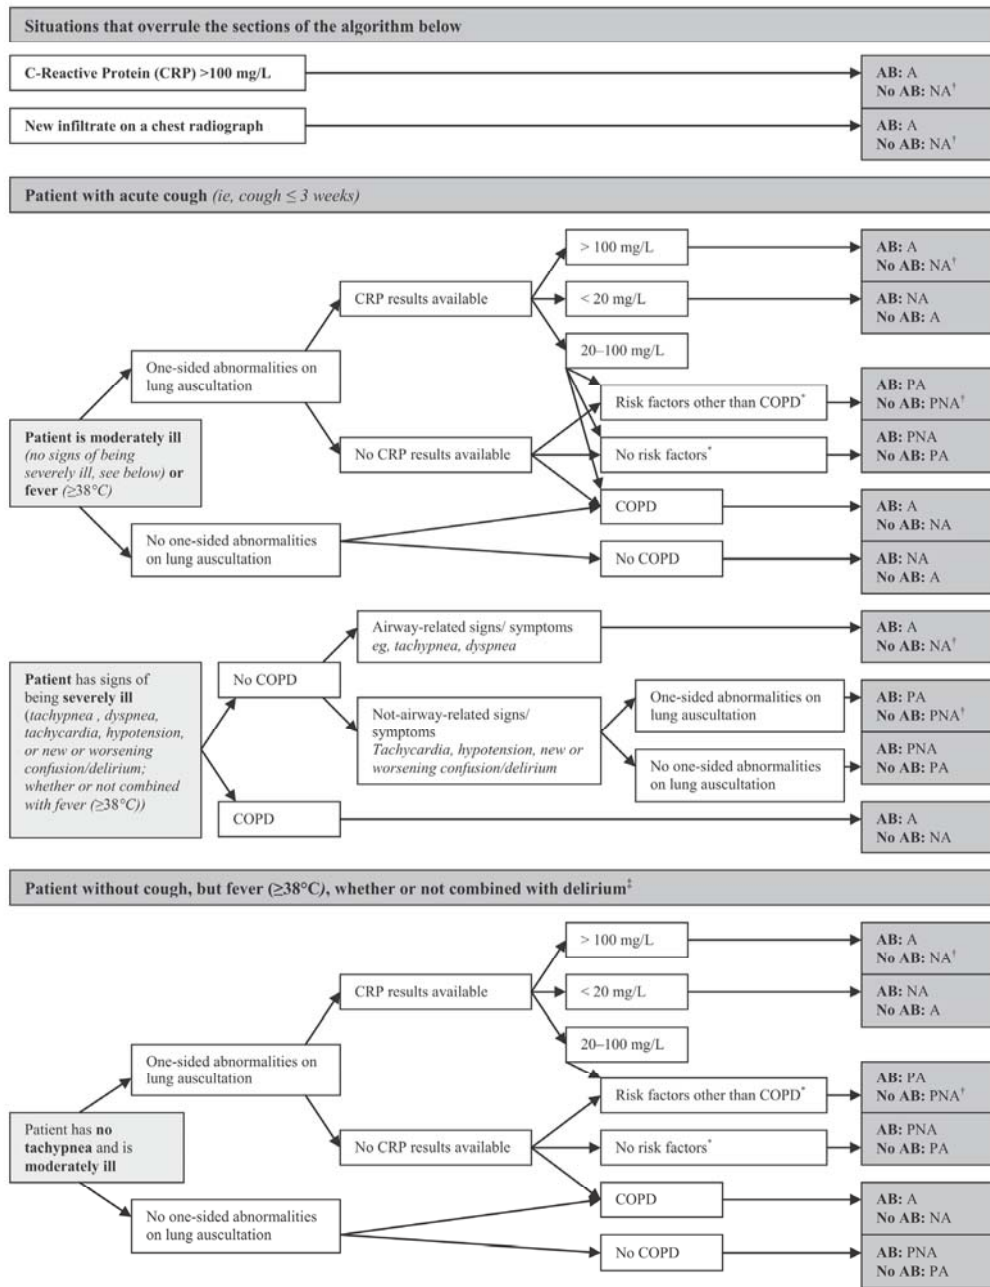 Situations that overrule the sections of the algorithm below
C-Reactive Protein (CRP) >100 mg/L
AB: A
No AB: NA†
New infiltrate on a chest radiograph
AB: A
No AB: NA†
Patient with acute cough (ie, cough ≤ 3 weeks)
Patient is moderately ill
(no signs of being
severely ill, see below) or
fever (≥38°C)
One-sided abnormalities on
lung auscultation
No one-sided abnormalities
on lung auscultation
CRP results available
No CRP results available
> 100 mg/L
< 20 mg/L
20–100 mg/L
Risk factors other than COPD*
No risk factors*
COPD
No COPD
AB: A
No AB: NA†
AB: NA
No AB: A
AB: PA
No AB: PNA†
AB: PNA
No AB: PA
AB: A
No AB: NA
AB: NA
No AB: A
Patient has signs of
being severely ill
(tachypnea , dyspnea,
tachycardia, hypotension,
or new or worsening
confusion/delirium;
whether or not combined
with fever (≥38°C))
No COPD
COPD
Airway-related signs/ symptoms
eg, tachypnea, dyspnea
Not-airway-related signs/
symptoms
Tachycardia, hypotension, new or
worsening confusion/delirium
One-sided abnormalities on
lung auscultation
No one-sided abnormalities
on lung auscultation
AB: A
No AB: NA†
AB: PA
No AB: PNA†
AB: PNA
No AB: PA
AB: A
No AB: NA
Patient without cough, but fever (≥38°C), whether or not combined with delirium‡
Patient has no
tachypnea and is
moderately ill
One-sided abnormalities on
lung auscultation
No one-sided abnormalities on
on lung auscultation
CRP results available
No CRP results available
> 100 mg/L
< 20 mg/L
20–100 mg/L
Risk factors other than COPD*
No risk factors*
COPD
No COPD
AB: A
No AB: NA†
AB: NA
No AB: A
AB: PA
No AB: PNA†
AB: PNA
No AB: PA
AB: A
No AB: NA
AB: PNA
No AB: PA